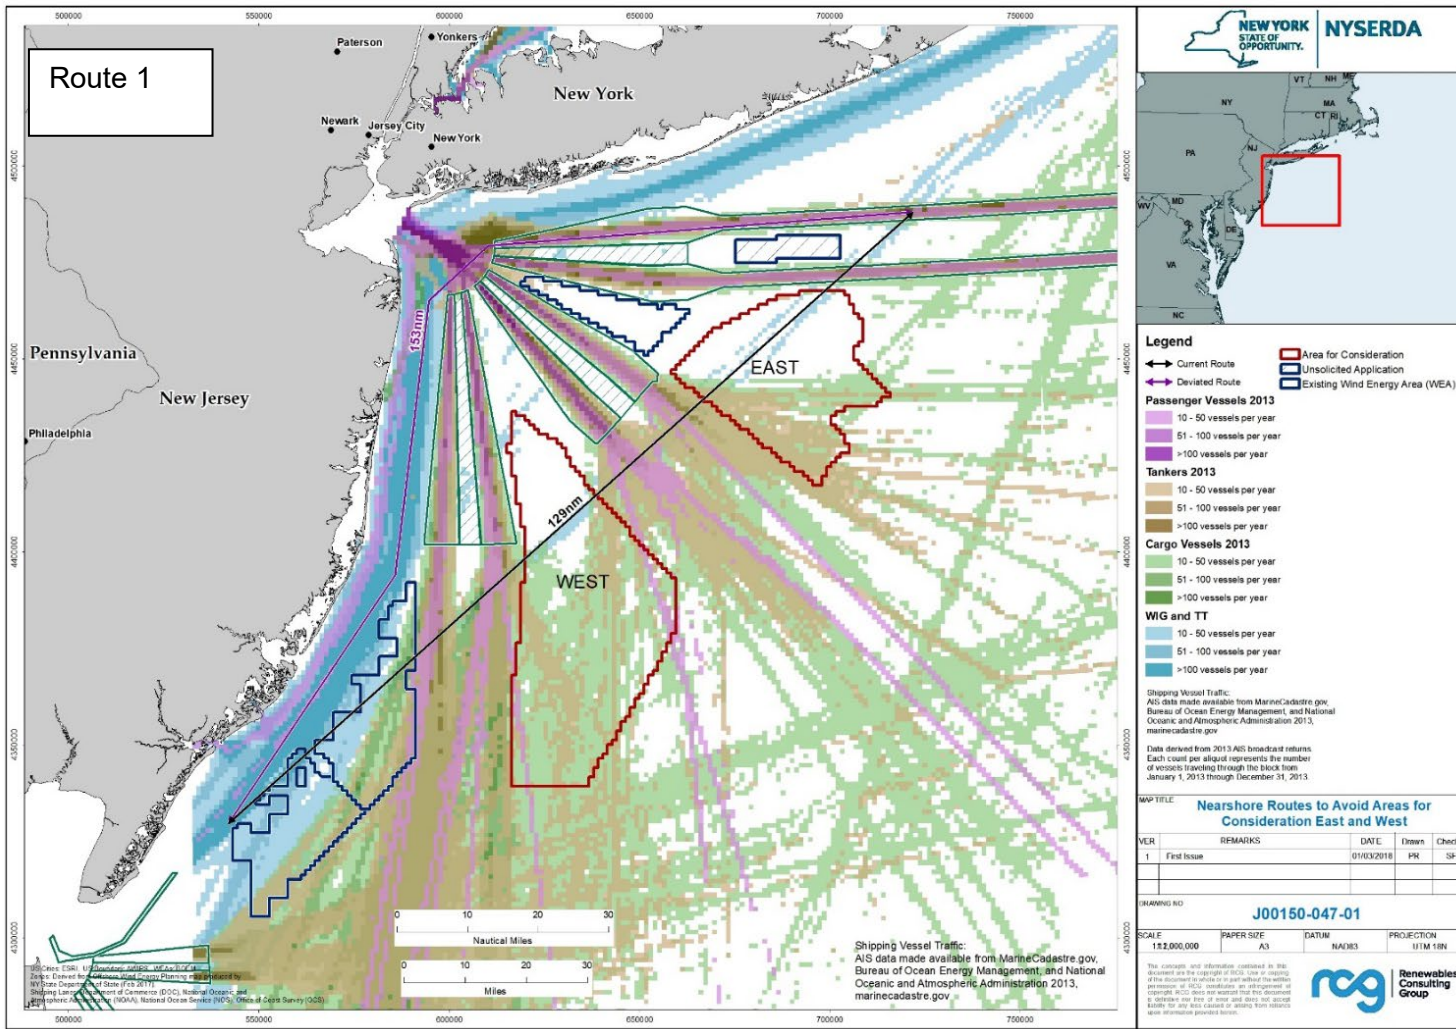 Route 1
500000 550000 600000 650000 700000 750000
4500000
4450000
4400000
4350000
4300000
4500000
4450000
4400000
4350000
4300000
Paterson
Yonkers
New York
Newark
Jersey City
New York
Pennsylvania
New Jersey
Philadelphia
153nm
129nm
EAST
WEST
0 10 20 30
Nautical Miles
0 10 20 30
Miles
Shipping Vessel Traffic:
AIS data made available from MarineCadastre.gov,
Bureau of Ocean Energy Management, and National
Oceanic and Atmospheric Administration 2013,
marinecadastre.gov
500000 550000 600000 650000 700000 750000
NEW YORK
STATE OF
OPPORTUNITY.
NYSERDA
VT NH ME
NY
MA
CT RI
PA
NJ
MD
WV
DE
VA
NC
Legend
Current Route
Deviated Route
Area for Consideration
Unsolicited Application
Existing Wind Energy Area (WEA)
Passenger Vessels 2013
10 - 50 vessels per year
51 - 100 vessels per year
>100 vessels per year
Tankers 2013
10 - 50 vessels per year
51 - 100 vessels per year
>100 vessels per year
Cargo Vessels 2013
10 - 50 vessels per year
51 - 100 vessels per year
>100 vessels per year
WIG and TT
10 - 50 vessels per year
51 - 100 vessels per year
>100 vessels per year
Shipping Vessel Traffic:
AIS data made available from MarineCadastre.gov,
Bureau of Ocean Energy Management, and National
Oceanic and Atmospheric Administration 2013,
marinecadastre.gov
Data derived from 2013 AIS broadcast returns.
Each count per aliquot represents the number
of vessels traveling through the block from
January 1, 2013 through December 31, 2013.
MAP TITLE
Nearshore Routes to Avoid Areas for
Consideration East and West
VER REMARKS DATE Drawn Check
1 First Issue 01/03/2018 PR
DRAWING NO
J00150-047-01
SCALE PAPER SIZE DATUM PROJECTION
A3 NAD83 UTM 18N
rcg
Renewables
Consulting
Group